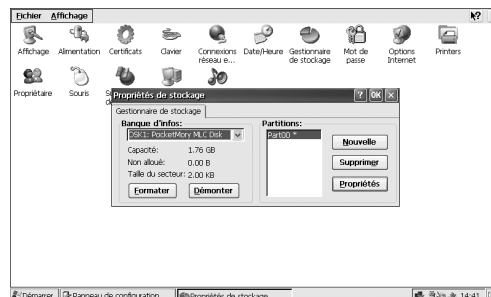 Fichier Affichage
Affichage Alimentation Certificats Clavier Connexions réseau e... Date/Heure Gestionnaire de stockage Mot de passe Options Internet Printers
Propriétaire Souris
Propriétés de stockage ? OK ×
Gestionnaire de stockage
Banque d'infos: Partitions:
DSK1: PocketMory MLC Disk Part00 *
Capacité: 1.76 GB Nouvelle
Non alloué: 0.00 B
Taille du secteur: 2.00 KB Supprimer
Formater Démonter Propriétés
Démarrer Panneau de configuration Propriétés de stockage 14:41